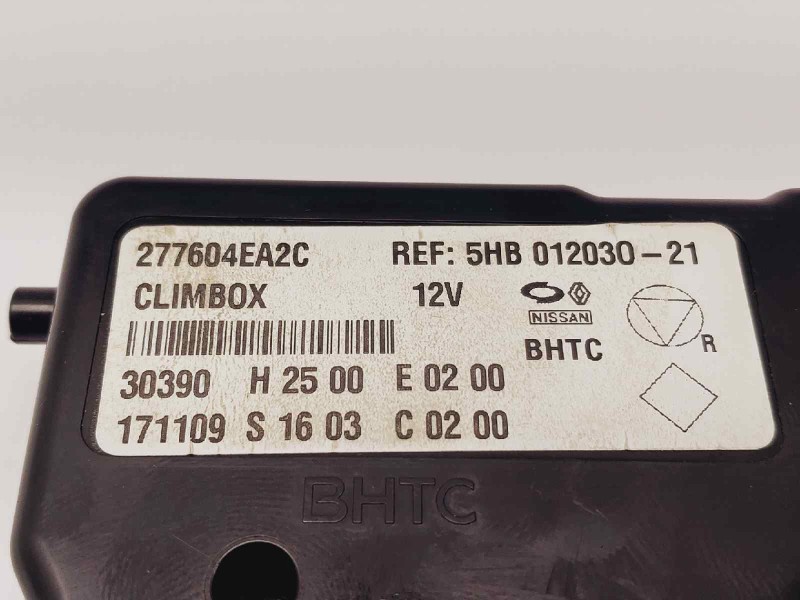 277604EA2C REF: 5HB 012030-21
CLIMBOX 12V
NISSAN
BHTC
R
30390 H 25 00 E 02 00
171109 S 16 03 C 02 00
BHTC